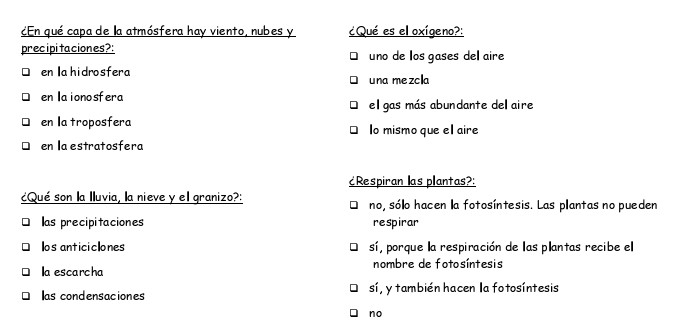 ¿En qué capa de la atmósfera hay viento, nubes y
precipitaciones?:
❑ en la hidrosfera
❑ en la ionosfera
❑ en la troposfera
❑ en la estratosfera
¿Qué son la lluvia, la nieve y el granizo?:
❑ las precipitaciones
❑ los anticiclones
❑ la escarcha
❑ las condensaciones
¿Qué es el oxígeno?:
❑ uno de los gases del aire
❑ una mezcla
❑ el gas más abundante del aire
❑ lo mismo que el aire
¿Respiran las plantas?:
❑ no, sólo hacen la fotosíntesis. Las plantas no pueden
respirar
❑ sí, porque la respiración de las plantas recibe el
nombre de fotosíntesis
❑ sí, y también hacen la fotosíntesis
❑ no